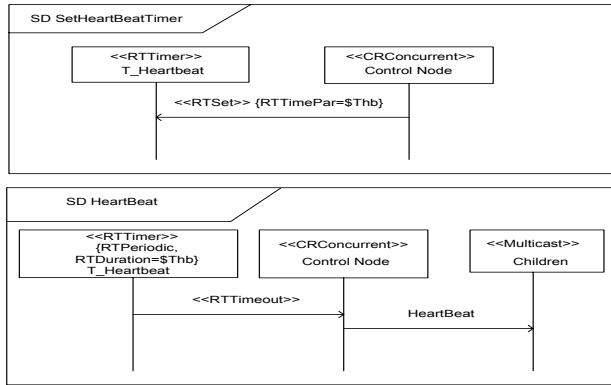 SD SetHeartBeatTimer
<<RTTimer>>
T_Heartbeat
<<CRConcurrent>>
Control Node
<<RTSet>> {RTTimePar=$Thb}
SD HeartBeat
<<RTTimer>>
{RTPeriodic,
RTDuration=$Thb}
T_Heartbeat
<<CRConcurrent>>
Control Node
<<Multicast>>
Children
<<RTTimeout>>
HeartBeat